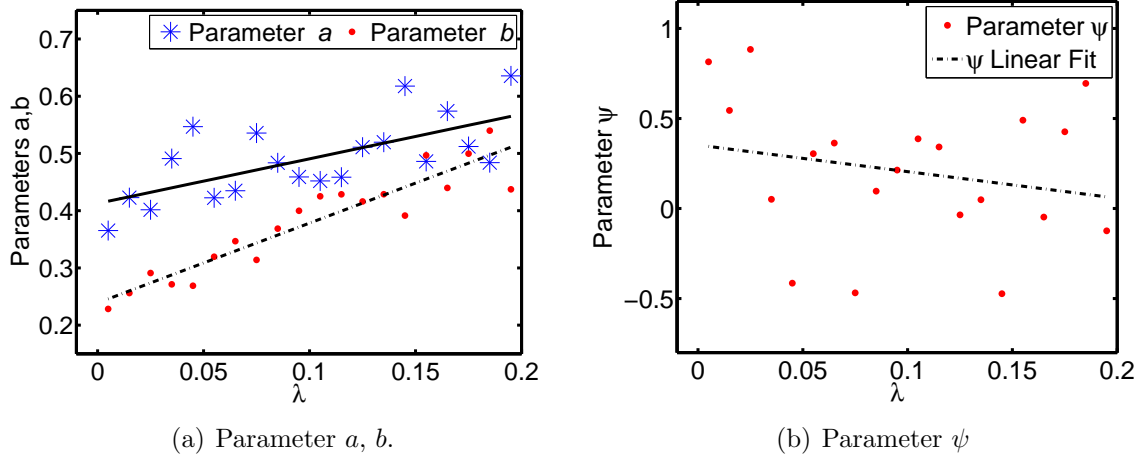 Parameter a Parameter b
0.7
0.6
0.5
0.4
0.3
0.2
Parameters a,b
0 0.05 0.1 0.15 0.2
λ
(a) Parameter a, b.
Parameter ψ
ψ Linear Fit
1
0.5
0
−0.5
Parameter ψ
0 0.05 0.1 0.15 0.2
λ
(b) Parameter ψ